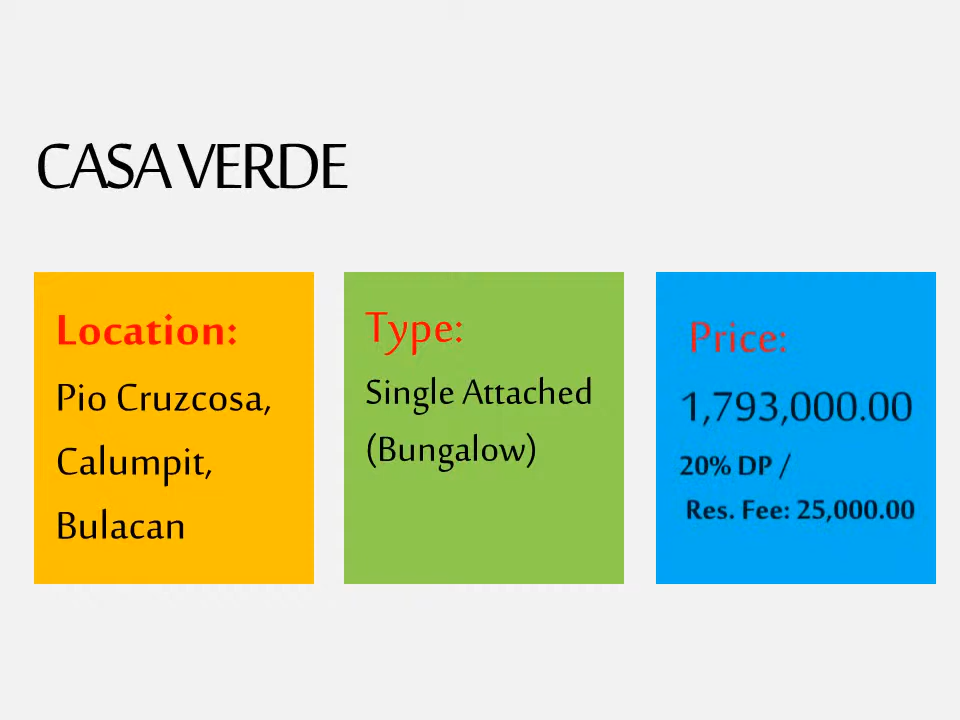 CASA VERDE
Location:
Pio Cruzcosa,
Calumpit,
Bulacan
Type:
Single Attached
(Bungalow)
Price:
1,793,000.00
20% DP /
Res. Fee: 25,000.00